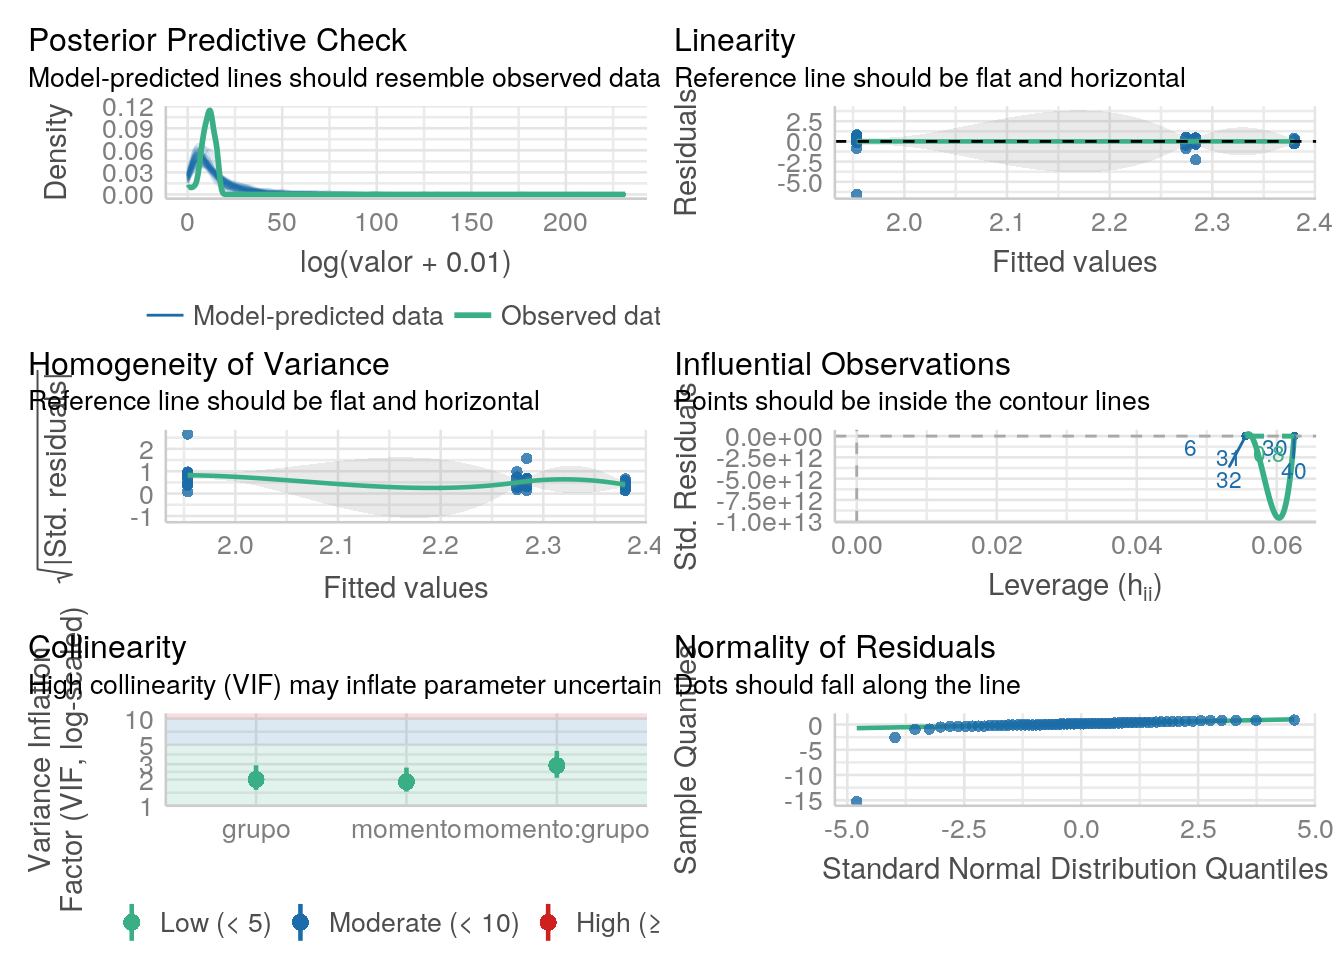 Posterior Predictive Check
Model-predicted lines should resemble observed data
Density
0.12
0.09
0.06
0.03
0.00
0 50 100 150 200
log(valor + 0.01)
Model-predicted data Observed dat
Linearity
Reference line should be flat and horizontal
Residuals
2.5
0.0
-2.5
-5.0
2.0 2.1 2.2 2.3 2.4
Fitted values
Homogeneity of Variance
Reference line should be flat and horizontal
√|Std. residuals|
2
1
0
-1
2.0 2.1 2.2 2.3 2.4
Fitted values
Influential Observations
Points should be inside the contour lines
Std. Residuals
0.0e+00
-2.5e+12
-5.0e+12
-7.5e+12
-1.0e+13
6
31
32
30
0.8
40
0.00 0.02 0.04 0.06
Leverage (hii)
Collinearity
High collinearity (VIF) may inflate parameter uncertain
Variance Inflation
Factor (VIF, log-scaled)
10
5
3
2
1
grupo momento momento:grupo
Low (< 5) Moderate (< 10) High (≥
Normality of Residuals
Dots should fall along the line
Sample Quantiles
0
-5
-10
-15
-5.0 -2.5 0.0 2.5 5.0
Standard Normal Distribution Quantiles